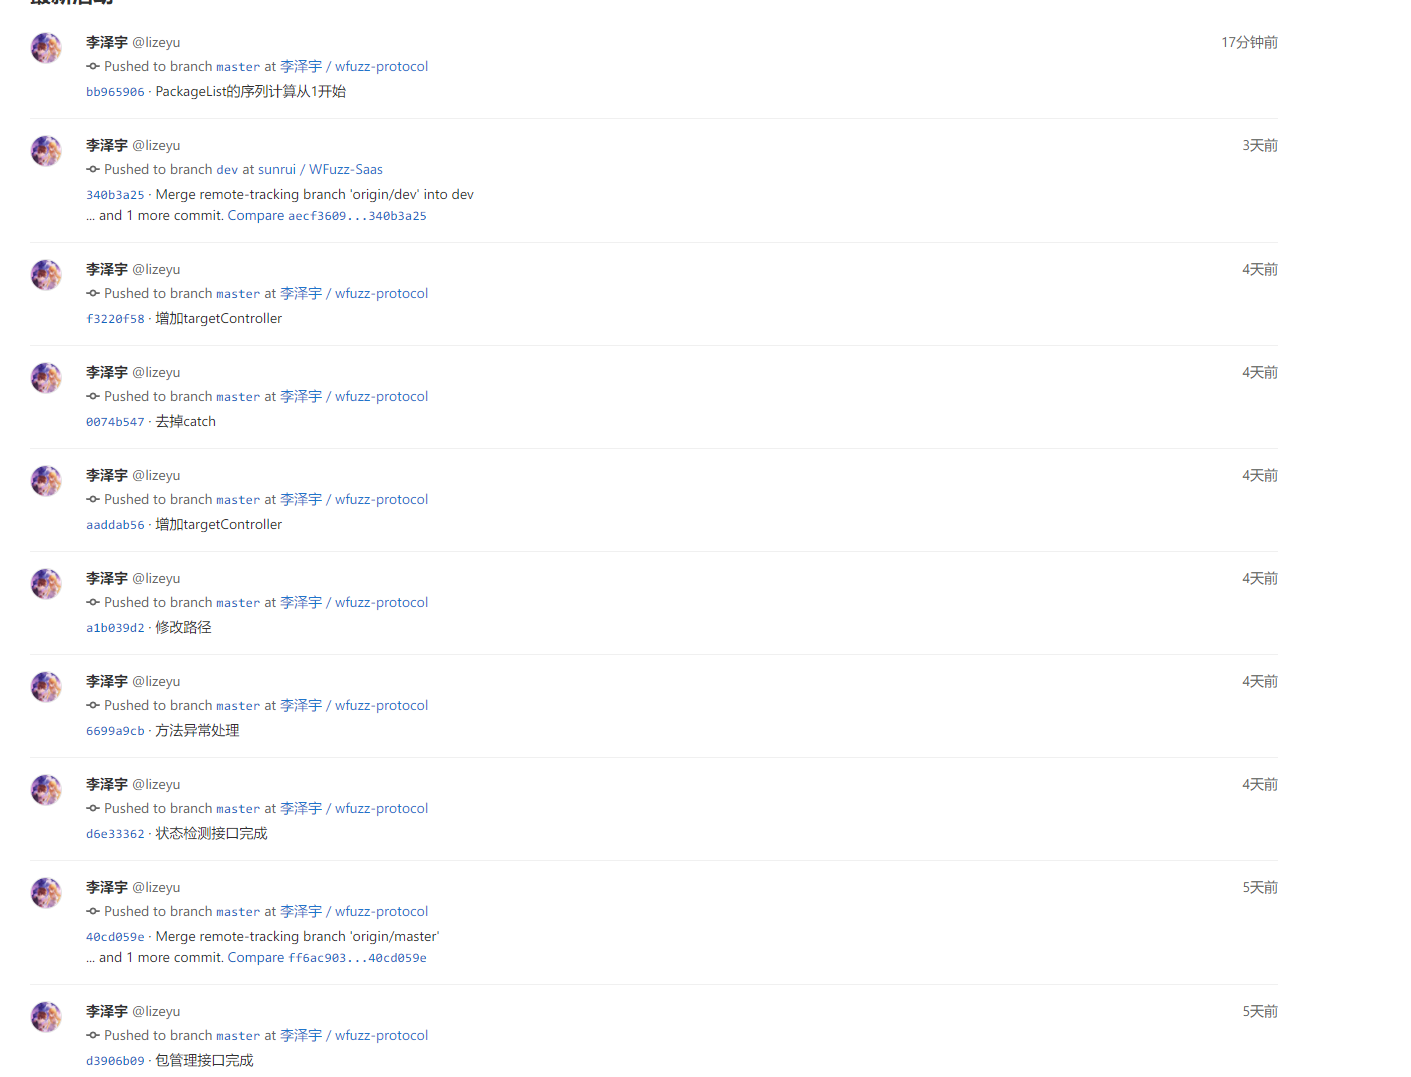 最新活动
李泽宇 @lizeyu 17分钟前
Pushed to branch master at 李泽宇 / wfuzz-protocol
bb965906 · PackageList的序列计算从1开始
李泽宇 @lizeyu 3天前
Pushed to branch dev at sunrui / WFuzz-Saas
340b3a25 · Merge remote-tracking branch 'origin/dev' into dev
... and 1 more commit. Compare aecf3609...340b3a25
李泽宇 @lizeyu 4天前
Pushed to branch master at 李泽宇 / wfuzz-protocol
f3220f58 · 增加targetController
李泽宇 @lizeyu 4天前
Pushed to branch master at 李泽宇 / wfuzz-protocol
0074b547 · 去掉catch
李泽宇 @lizeyu 4天前
Pushed to branch master at 李泽宇 / wfuzz-protocol
aaddab56 · 增加targetController
李泽宇 @lizeyu 4天前
Pushed to branch master at 李泽宇 / wfuzz-protocol
a1b039d2 · 修改路径
李泽宇 @lizeyu 4天前
Pushed to branch master at 李泽宇 / wfuzz-protocol
6699a9cb · 方法异常处理
李泽宇 @lizeyu 4天前
Pushed to branch master at 李泽宇 / wfuzz-protocol
d6e33362 · 状态检测接口完成
李泽宇 @lizeyu 5天前
Pushed to branch master at 李泽宇 / wfuzz-protocol
40cd059e · Merge remote-tracking branch 'origin/master'
... and 1 more commit. Compare ff6ac903...40cd059e
李泽宇 @lizeyu 5天前
Pushed to branch master at 李泽宇 / wfuzz-protocol
d3906b09 · 包管理接口完成